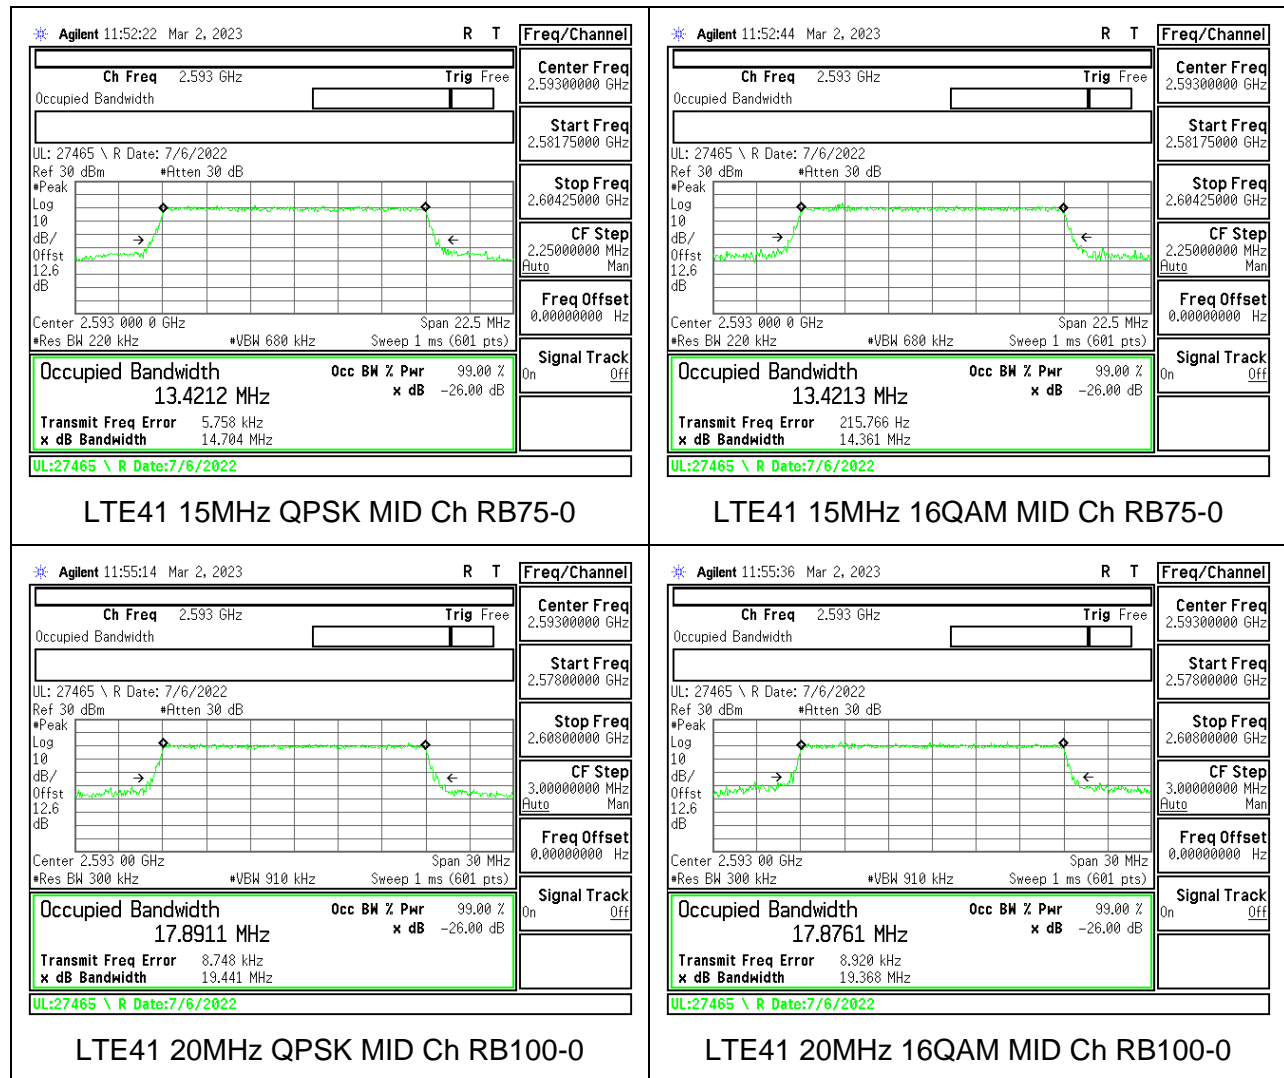 Agilent 11:52:22 Mar 2, 2023 R T
Freq/Channel
Ch Freq 2.593 GHz Trig Free
Occupied Bandwidth
Center Freq
2.59300000 GHz
Start Freq
2.58175000 GHz
UL: 27465 \ R Date: 7/6/2022
Ref 30 dBm #Atten 30 dB
#Peak
Log
10
dB/
Offst
12.6
dB
Stop Freq
2.60425000 GHz
CF Step
2.25000000 MHz
Auto Man
Freq Offset
0.00000000 Hz
Center 2.593 000 0 GHz Span 22.5 MHz
#Res BW 220 kHz #VBW 680 kHz Sweep 1 ms (601 pts)
Signal Track
On Off
Occupied Bandwidth Occ BW % Pwr 99.00 %
13.4212 MHz x dB -26.00 dB
Transmit Freq Error 5.758 kHz
x dB Bandwidth 14.704 MHz
UL:27465 \ R Date:7/6/2022
LTE41 15MHz QPSK MID Ch RB75-0
Agilent 11:52:44 Mar 2, 2023 R T
Freq/Channel
Ch Freq 2.593 GHz Trig Free
Occupied Bandwidth
Center Freq
2.59300000 GHz
Start Freq
2.58175000 GHz
UL: 27465 \ R Date: 7/6/2022
Ref 30 dBm #Atten 30 dB
#Peak
Log
10
dB/
Offst
12.6
dB
Stop Freq
2.60425000 GHz
CF Step
2.25000000 MHz
Auto Man
Freq Offset
0.00000000 Hz
Center 2.593 000 0 GHz Span 22.5 MHz
#Res BW 220 kHz #VBW 680 kHz Sweep 1 ms (601 pts)
Signal Track
On Off
Occupied Bandwidth Occ BW % Pwr 99.00 %
13.4213 MHz x dB -26.00 dB
Transmit Freq Error 215.766 Hz
x dB Bandwidth 14.361 MHz
UL:27465 \ R Date:7/6/2022
LTE41 15MHz 16QAM MID Ch RB75-0
Agilent 11:55:14 Mar 2, 2023 R T
Freq/Channel
Ch Freq 2.593 GHz Trig Free
Occupied Bandwidth
Center Freq
2.59300000 GHz
Start Freq
2.57800000 GHz
UL: 27465 \ R Date: 7/6/2022
Ref 30 dBm #Atten 30 dB
#Peak
Log
10
dB/
Offst
12.6
dB
Stop Freq
2.60800000 GHz
CF Step
3.00000000 MHz
Auto Man
Freq Offset
0.00000000 Hz
Center 2.593 00 GHz Span 30 MHz
#Res BW 300 kHz #VBW 910 kHz Sweep 1 ms (601 pts)
Signal Track
On Off
Occupied Bandwidth Occ BW % Pwr 99.00 %
17.8911 MHz x dB -26.00 dB
Transmit Freq Error 8.748 kHz
x dB Bandwidth 19.441 MHz
UL:27465 \ R Date:7/6/2022
LTE41 20MHz QPSK MID Ch RB100-0
Agilent 11:55:36 Mar 2, 2023 R T
Freq/Channel
Ch Freq 2.593 GHz Trig Free
Occupied Bandwidth
Center Freq
2.59300000 GHz
Start Freq
2.57800000 GHz
UL: 27465 \ R Date: 7/6/2022
Ref 30 dBm #Atten 30 dB
#Peak
Log
10
dB/
Offst
12.6
dB
Stop Freq
2.60800000 GHz
CF Step
3.00000000 MHz
Auto Man
Freq Offset
0.00000000 Hz
Center 2.593 00 GHz Span 30 MHz
#Res BW 300 kHz #VBW 910 kHz Sweep 1 ms (601 pts)
Signal Track
On Off
Occupied Bandwidth Occ BW % Pwr 99.00 %
17.8761 MHz x dB -26.00 dB
Transmit Freq Error 8.920 kHz
x dB Bandwidth 19.368 MHz
UL:27465 \ R Date:7/6/2022
LTE41 20MHz 16QAM MID Ch RB100-0